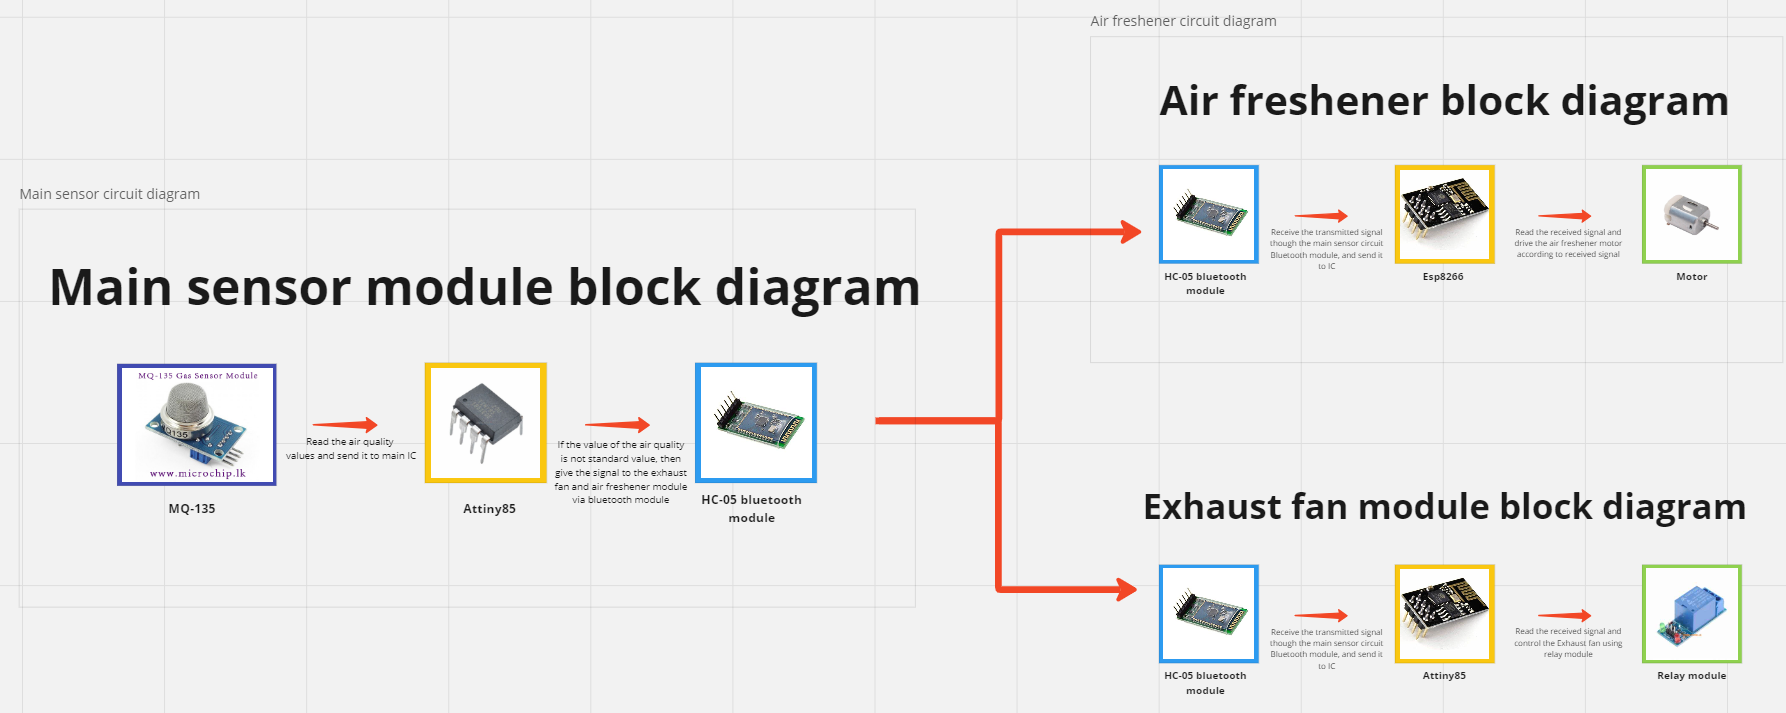 Air freshener circuit diagram
Air freshener block diagram
HC-05 bluetooth
module
Receive the transmitted signal
though the main sensor circuit
Bluetooth module, and send it
to IC
Esp8266
Read the received signal and
drive the air freshener motor
according to received signal
Motor
Main sensor circuit diagram
Main sensor module block diagram
MQ-135 Gas Sensor Module
Q135
www.microchip.lk
MQ-135
Read the air quality
values and send it to main IC
Attiny85
If the value of the air quality
is not standard value, then
give the signal to the exhaust
fan and air freshener module
via bluetooth module
HC-05 bluetooth
module
Exhaust fan module block diagram
HC-05 bluetooth
module
Receive the transmitted signal
though the main sensor circuit
Bluetooth module, and send it
to IC
Attiny85
Read the received signal and
control the Exhaust fan using
relay module
Relay module